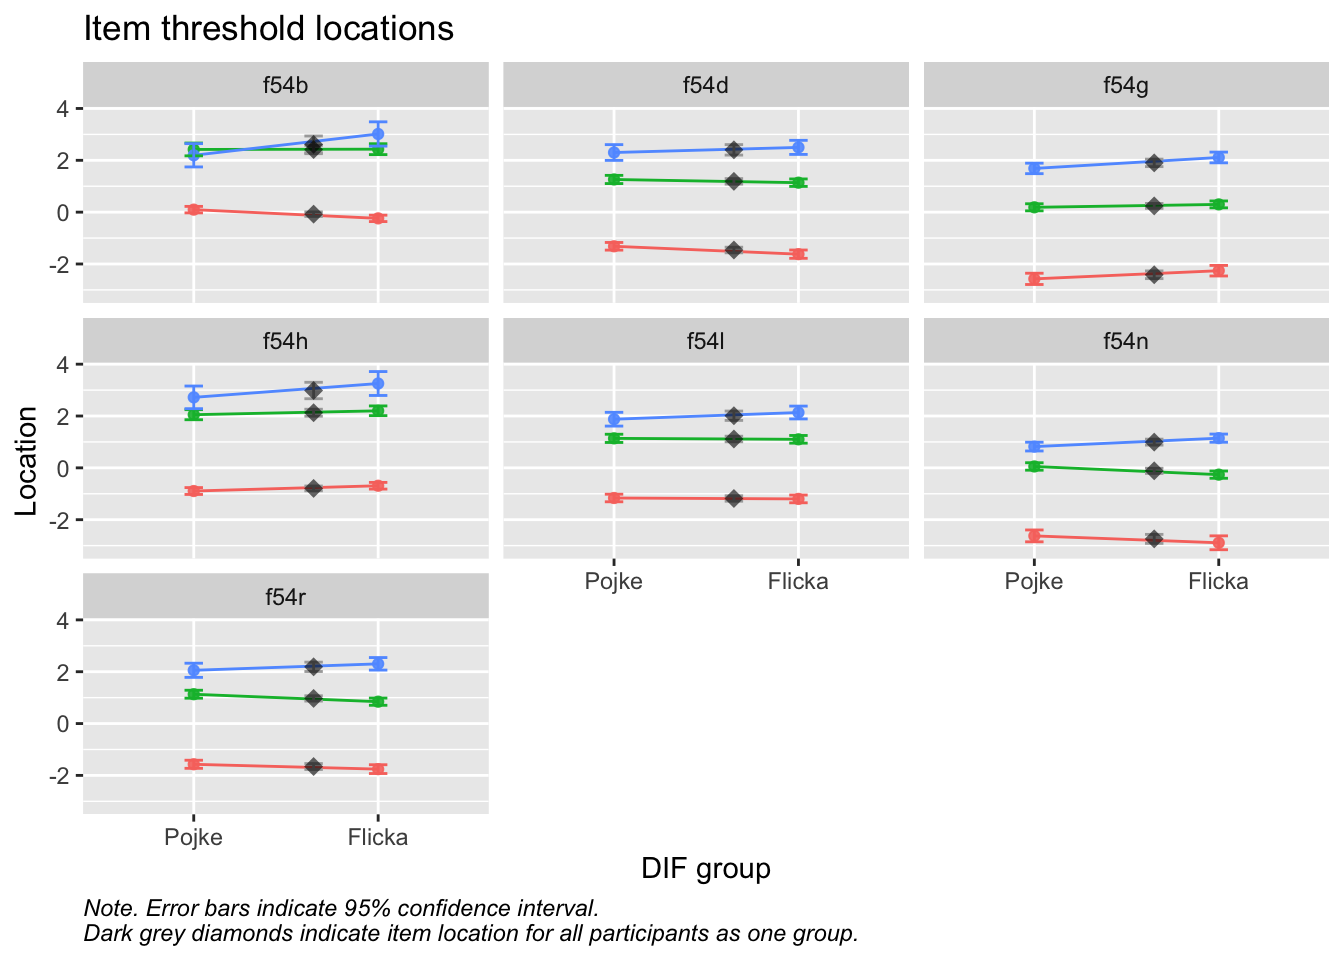 Item threshold locations
f54b
f54d
f54g
4
2
0
-2
f54h
f54l
f54n
4
2
0
-2
Location
Pojke
Flicka
Pojke
Flicka
f54r
4
2
0
-2
Pojke
Flicka
DIF group
Note. Error bars indicate 95% confidence interval.
Dark grey diamonds indicate item location for all participants as one group.